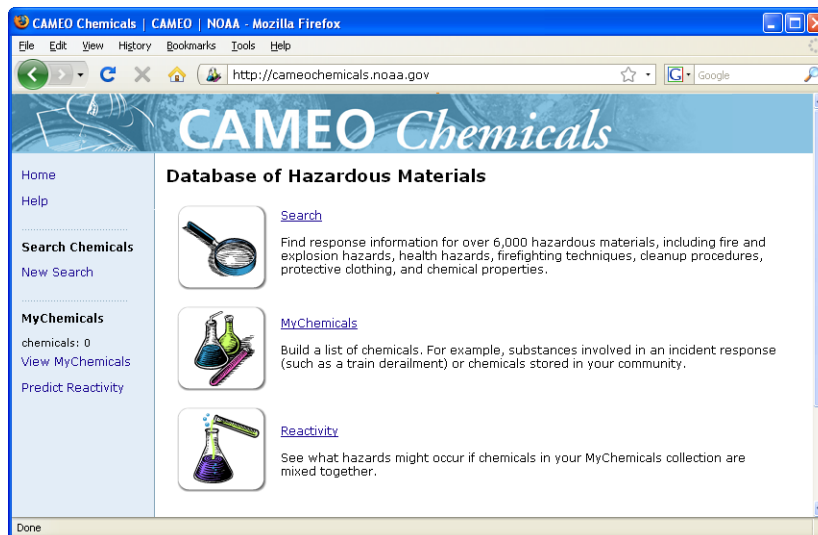 CAMEO Chemicals | CAMEO | NOAA - Mozilla Firefox
File Edit View History Bookmarks Tools Help
http://cameochemicals.noaa.gov
G Google
CAMEO Chemicals
Home
Help
Search Chemicals
New Search
MyChemicals
chemicals: 0
View MyChemicals
Predict Reactivity
Database of Hazardous Materials
Search
Find response information for over 6,000 hazardous materials, including fire and
explosion hazards, health hazards, firefighting techniques, cleanup procedures,
protective clothing, and chemical properties.
MyChemicals
Build a list of chemicals. For example, substances involved in an incident response
(such as a train derailment) or chemicals stored in your community.
Reactivity
See what hazards might occur if chemicals in your MyChemicals collection are
mixed together.
Done